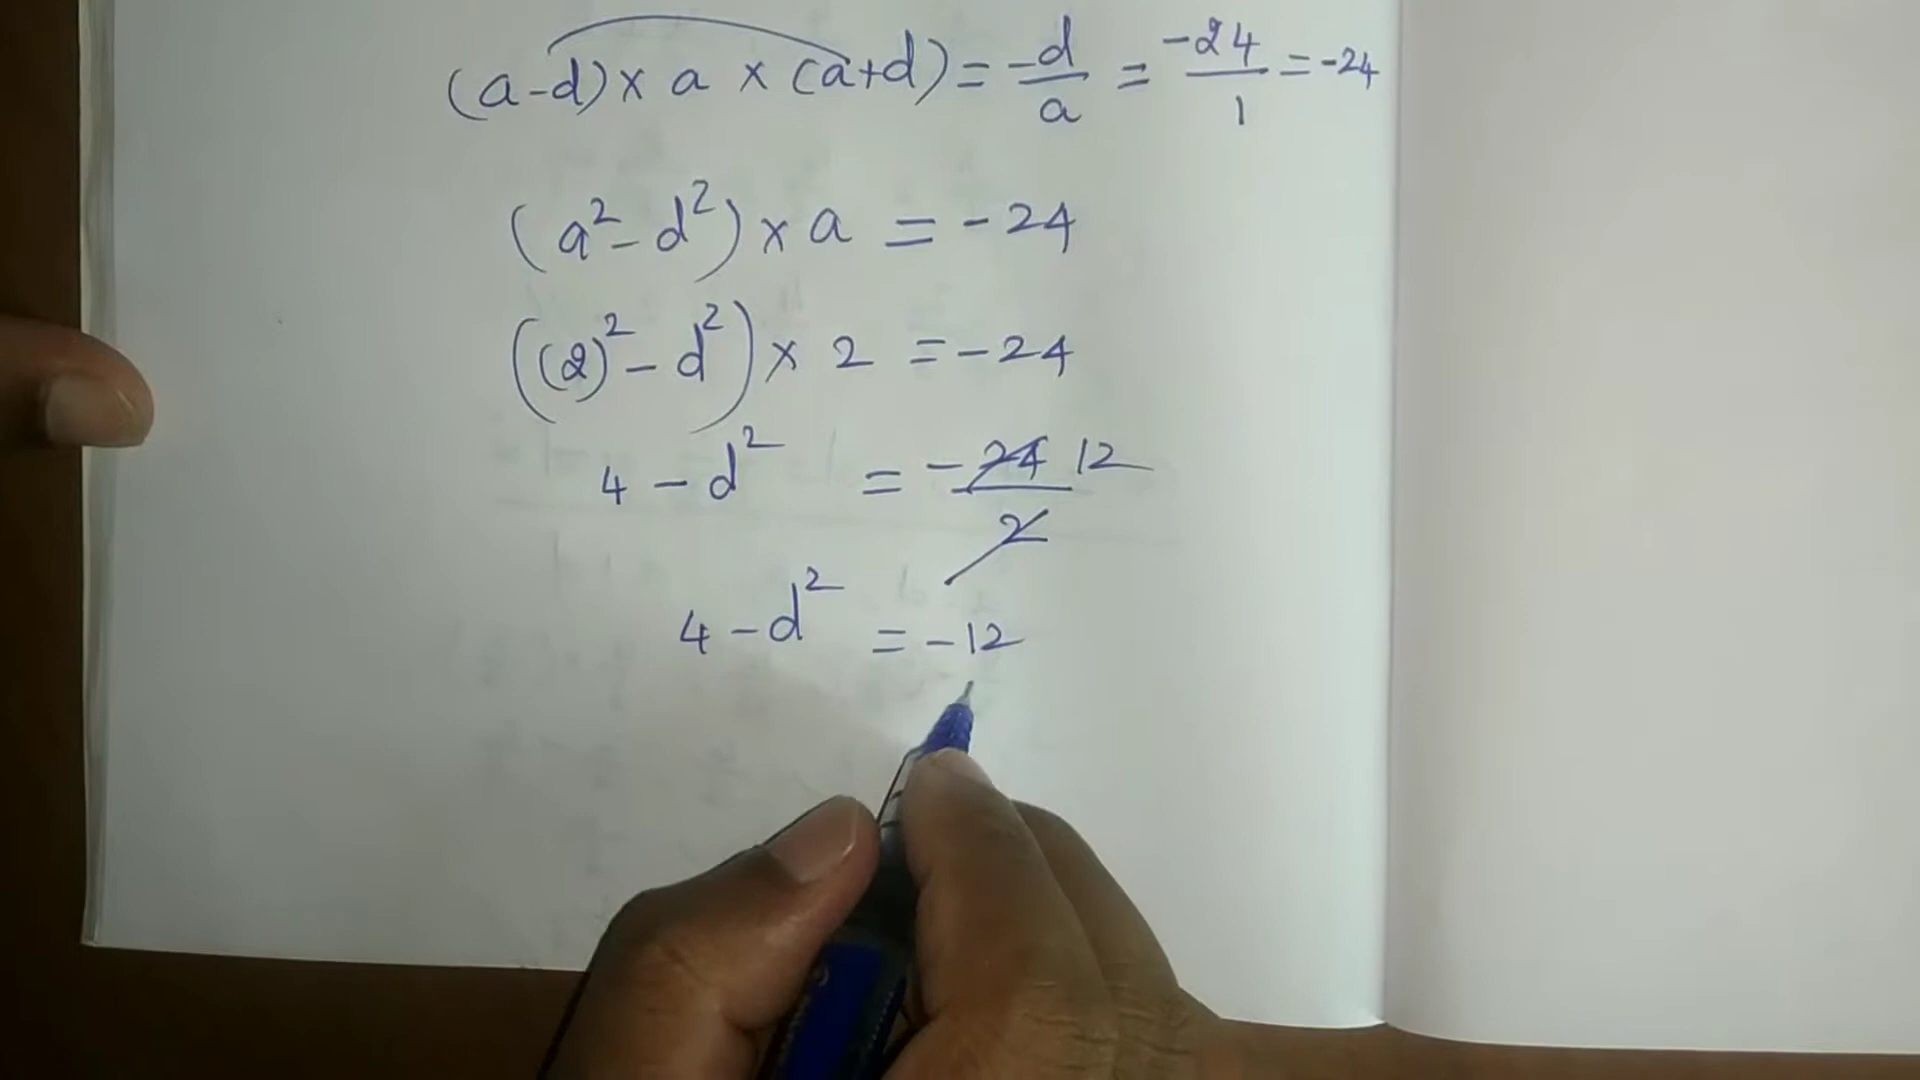 (a-d) × a × (a+d) = -d/a = -24/1 = -24
(a² - d²) × a = -24
((2)² - d²) × 2 = -24
4 - d² = -24/2 12
4 - d² = -12